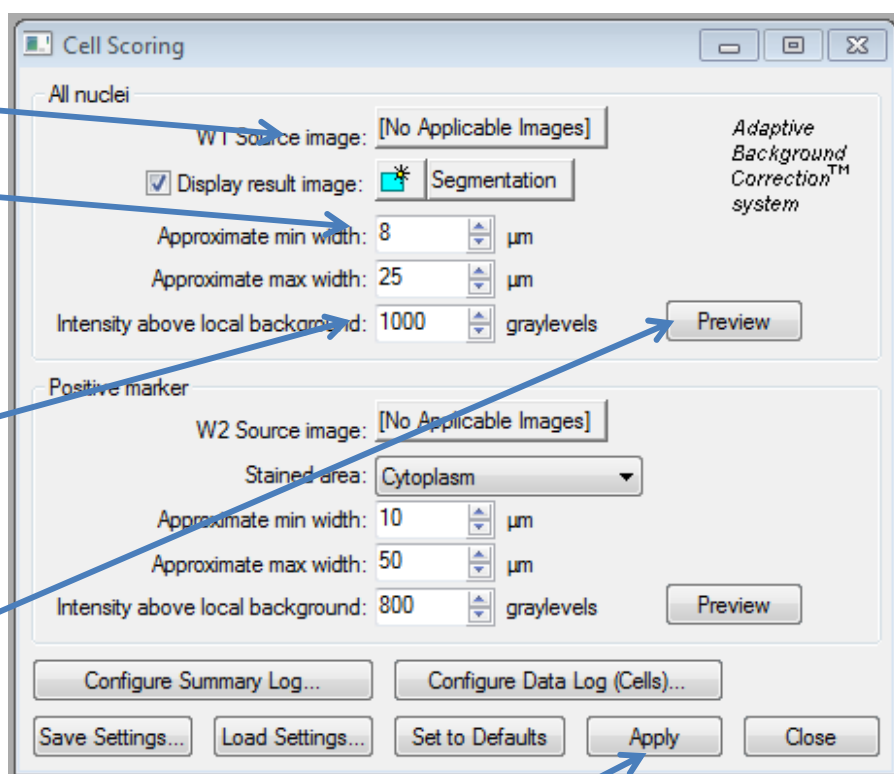 Cell Scoring
All nuclei
W1 Source image: [No Applicable Images]
Adaptive
Background
Correction™
system
Display result image: Segmentation
Approximate min width: 8 µm
Approximate max width: 25 µm
Intensity above local background: 1000 graylevels Preview
Positive marker
W2 Source image: [No Applicable Images]
Stained area: Cytoplasm
Approximate min width: 10 µm
Approximate max width: 50 µm
Intensity above local background: 800 graylevels Preview
Configure Summary Log... Configure Data Log (Cells)...
Save Settings... Load Settings... Set to Defaults Apply Close